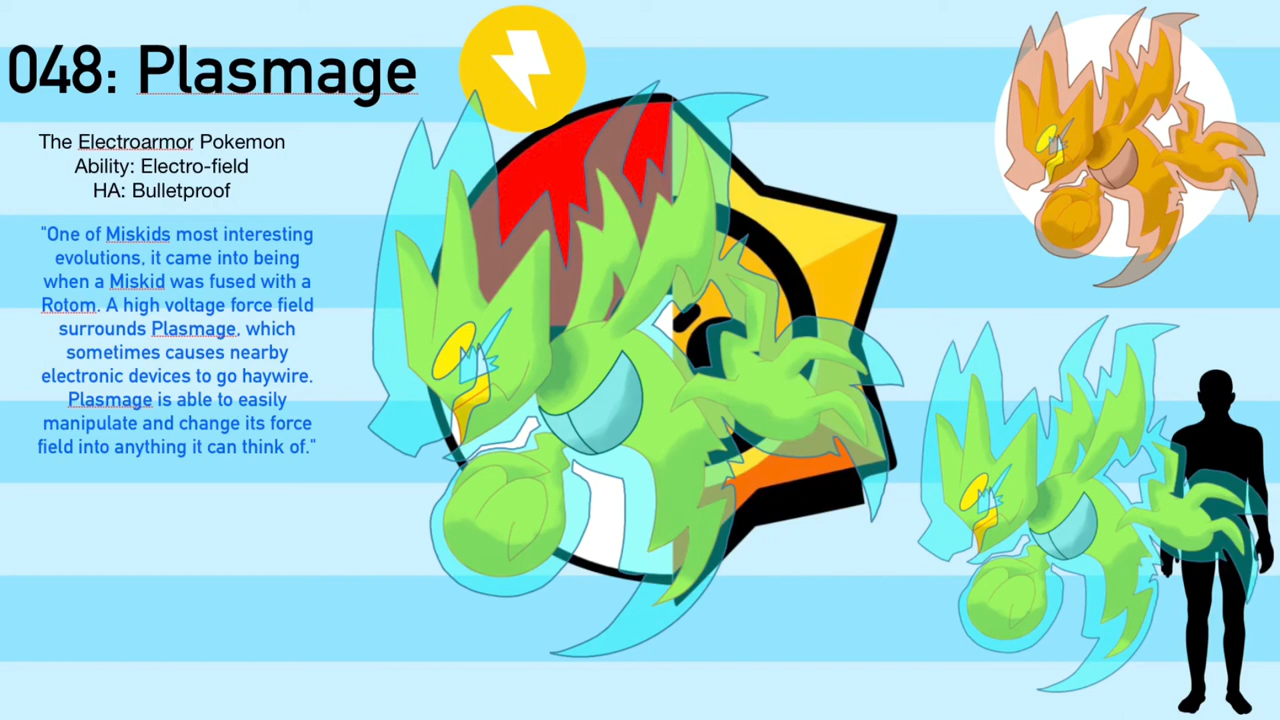 048: Plasmage
The Electroarmor Pokemon
Ability: Electro-field
HA: Bulletproof
"One of Miskids most interesting
evolutions, it came into being
when a Miskid was fused with a
Rotom. A high voltage force field
surrounds Plasmage, which
sometimes causes nearby
electronic devices to go haywire.
Plasmage is able to easily
manipulate and change its force
field into anything it can think of."